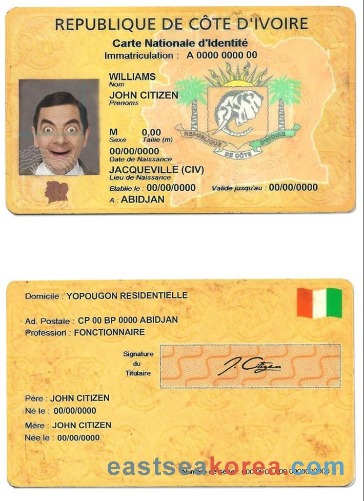 REPUBLIQUE DE CÔTE D'IVOIRE
Carte Nationale d'Identité
Immatriculation : A 0000 0000 00
WILLIAMS
Nom
JOHN CITIZEN
Prenoms
M 0,00
Sexe Taille (m)
00/00/0000
Date de Naissance
JACQUEVILLE (CIV)
Lieu de Naissance
Etablie le : 00/00/0000 Valide jusqu'au : 00/00/0000
A : ABIDJAN
REPUBLIQUE DE CÔTE D'IVOIRE
Domicile : YOPOUGON RESIDENTIELLE
Ad. Postale : CP 00 BP 0000 ABIDJAN
Profession : FONCTIONNAIRE
Signature
du
Titulaire
J. Citizen
Père : JOHN CITIZEN
Né le : 00/00/0000
Mère : JOHN CITIZEN
Née le : 00/00/0000
eastseakorea.com